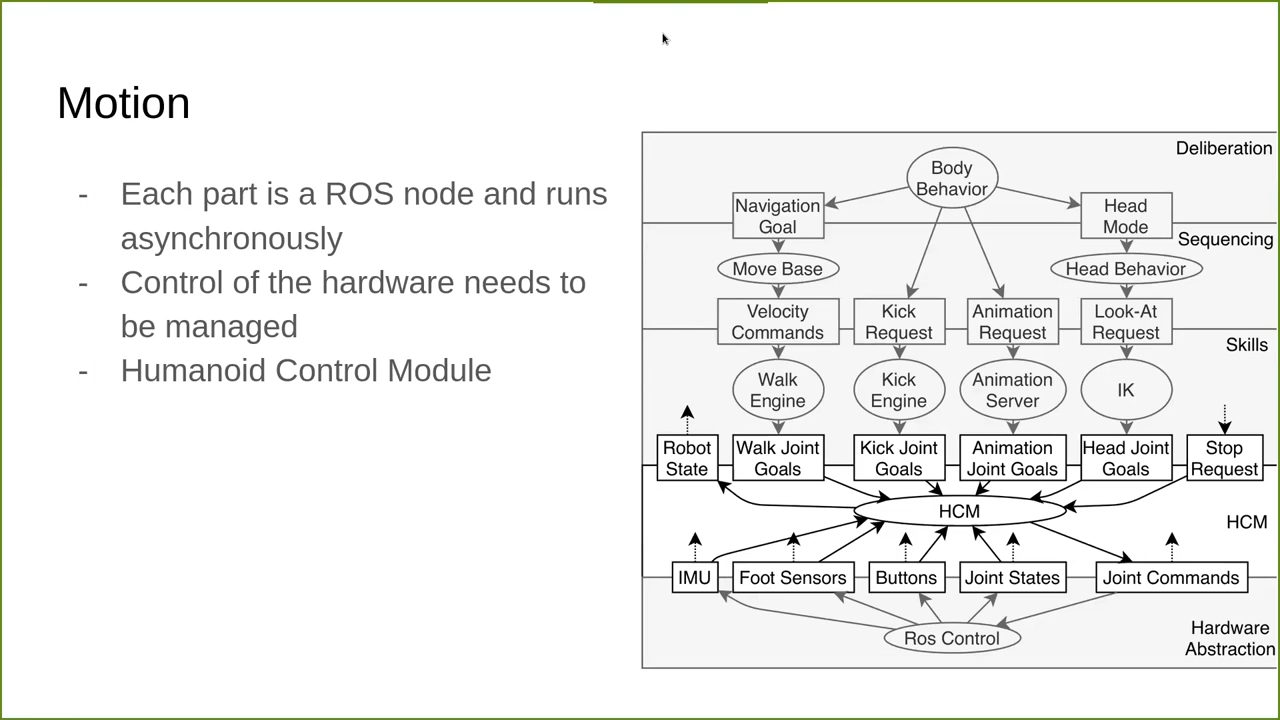 Motion
- Each part is a ROS node and runs
asynchronously
- Control of the hardware needs to
be managed
- Humanoid Control Module
Deliberation
Body
Behavior
Navigation
Goal
Head
Mode
Sequencing
Move Base
Head Behavior
Velocity
Commands
Kick
Request
Animation
Request
Look-At
Request
Skills
Walk
Engine
Kick
Engine
Animation
Server
IK
Robot
State
Walk Joint
Goals
Kick Joint
Goals
Animation
Joint Goals
Head Joint
Goals
Stop
Request
HCM
HCM
IMU
Foot Sensors
Buttons
Joint States
Joint Commands
Ros Control
Hardware
Abstraction